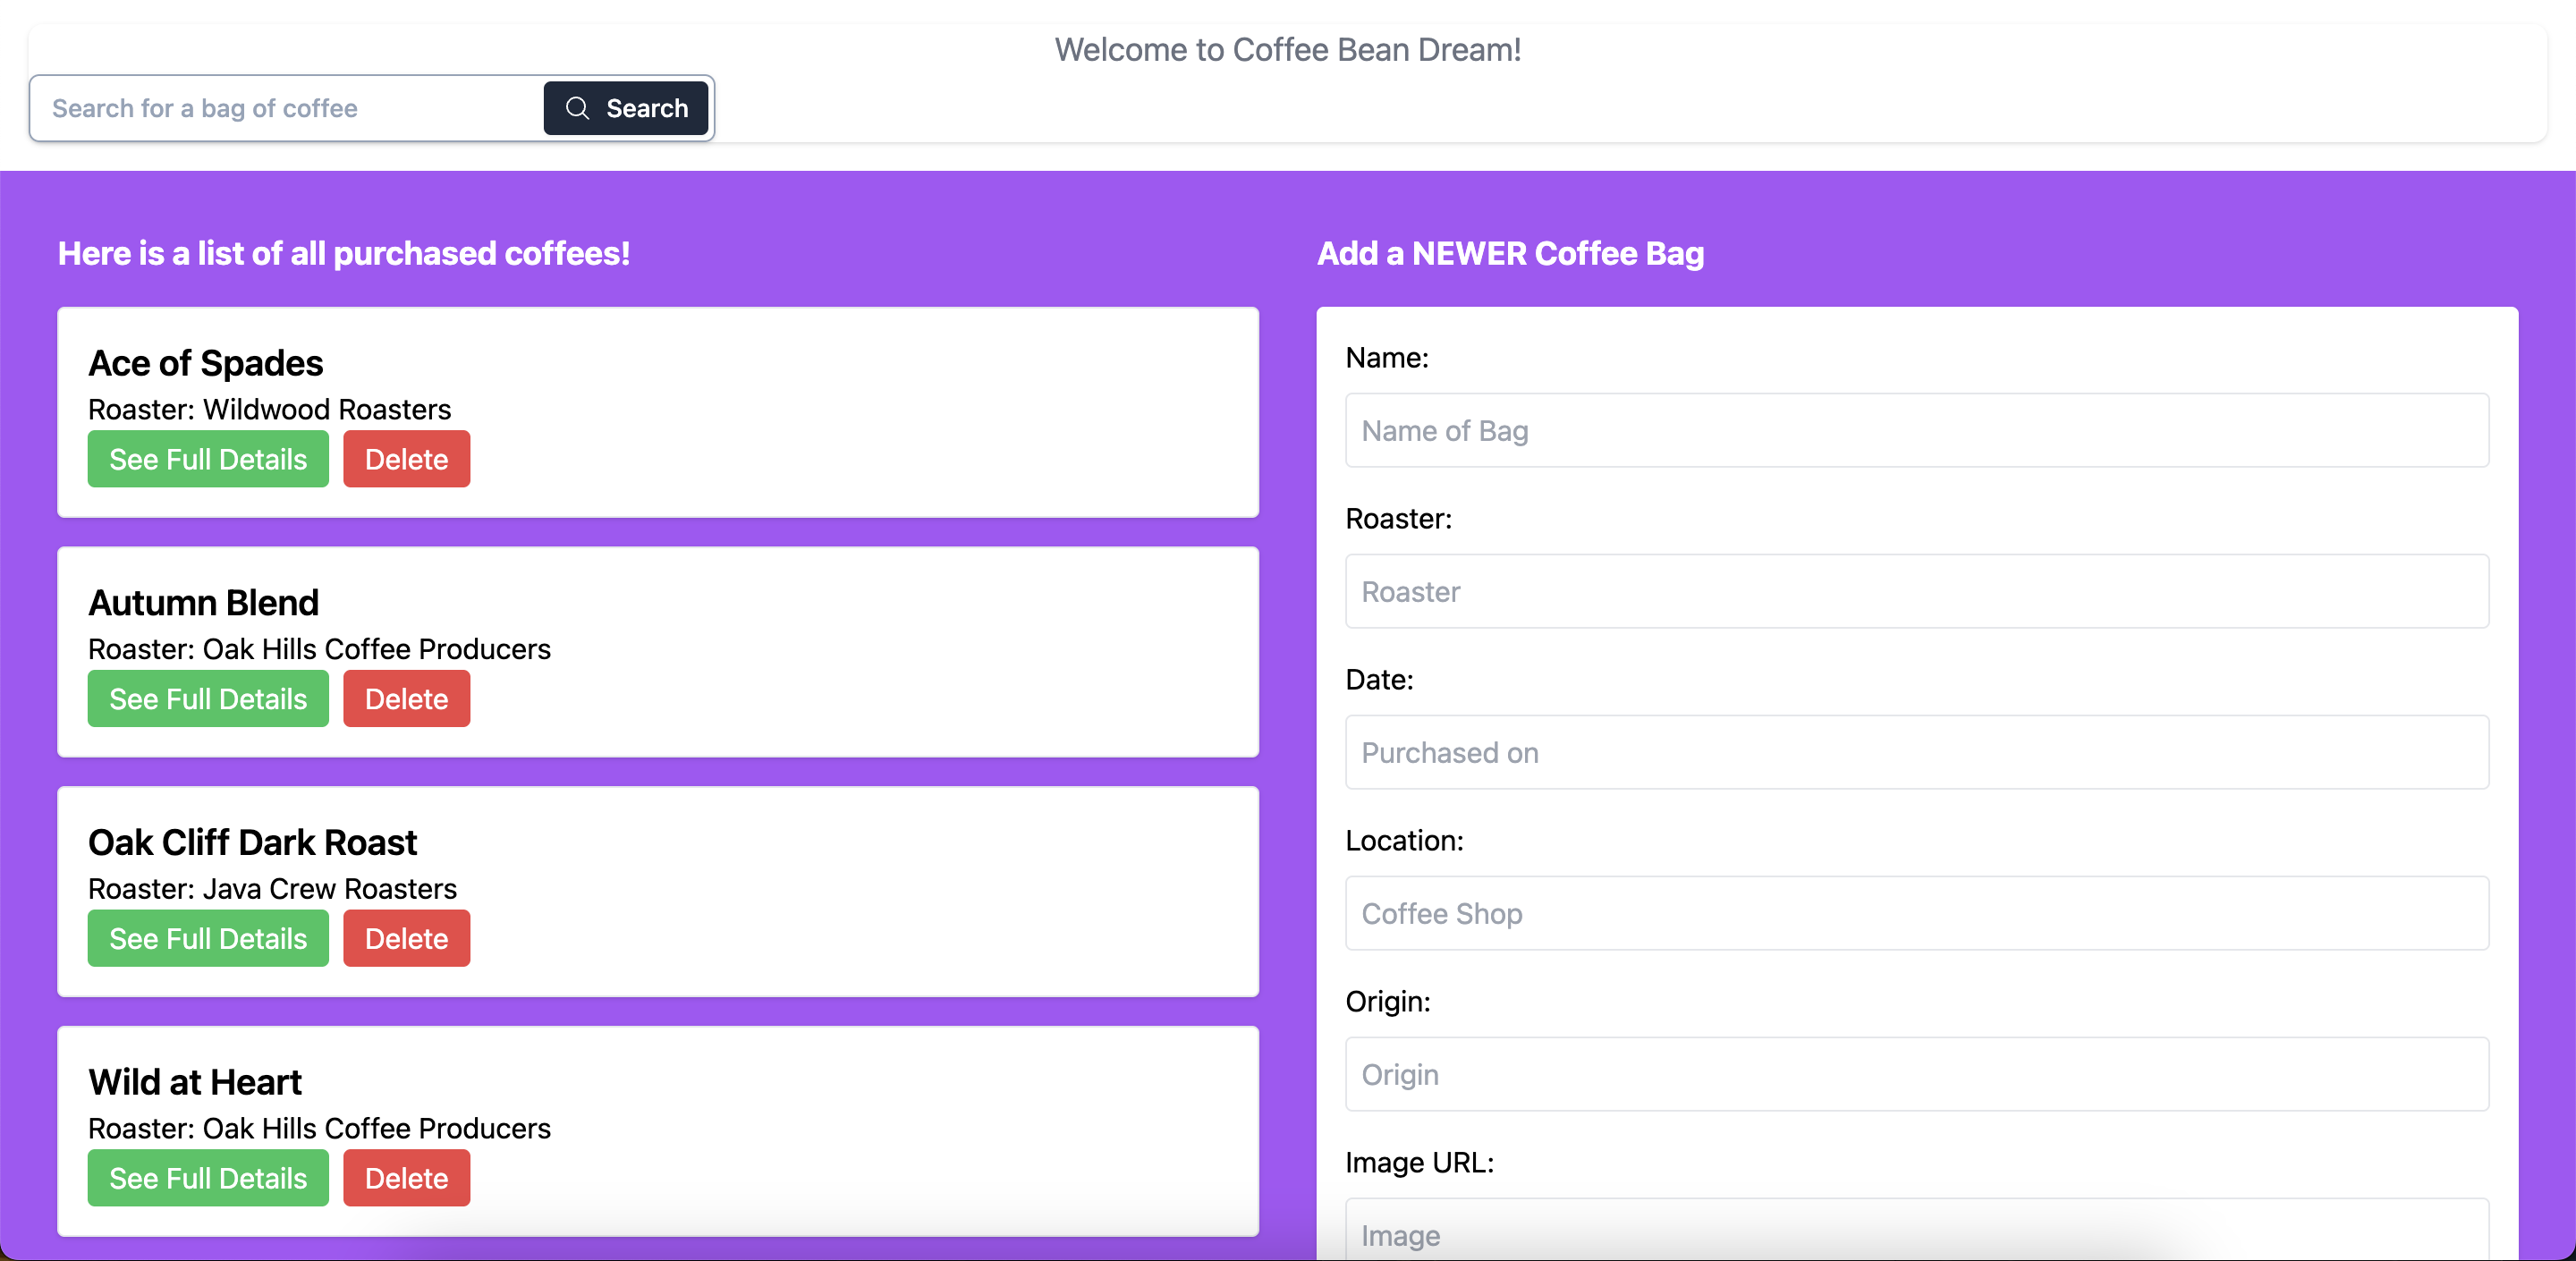 Welcome to Coffee Bean Dream!
Search for a bag of coffee
Search
Here is a list of all purchased coffees!
Ace of Spades
Roaster: Wildwood Roasters
See Full Details Delete
Autumn Blend
Roaster: Oak Hills Coffee Producers
See Full Details Delete
Oak Cliff Dark Roast
Roaster: Java Crew Roasters
See Full Details Delete
Wild at Heart
Roaster: Oak Hills Coffee Producers
See Full Details Delete
Add a NEWER Coffee Bag
Name:
Name of Bag
Roaster:
Roaster
Date:
Purchased on
Location:
Coffee Shop
Origin:
Origin
Image URL:
Image